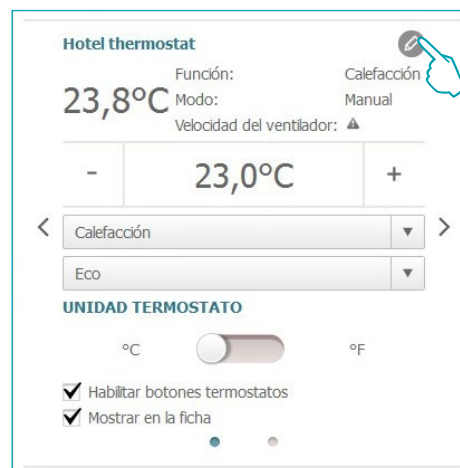 Hotel thermostat
23,8°C
Función: Calefacción
Modo: Manual
Velocidad del ventilador:
- 23,0°C +
Calefacción
Eco
UNIDAD TERMOSTATO
°C °F
Habilitar botones termostatos
Mostrar en la ficha